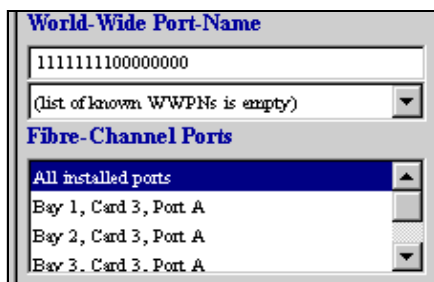 World-Wide Port-Name
1111111100000000
(list of known WWPNs is empty)
Fibre-Channel Ports
All installed ports
Bay 1, Card 3, Port A
Bay 2, Card 3, Port A
Bay 3, Card 3, Port A